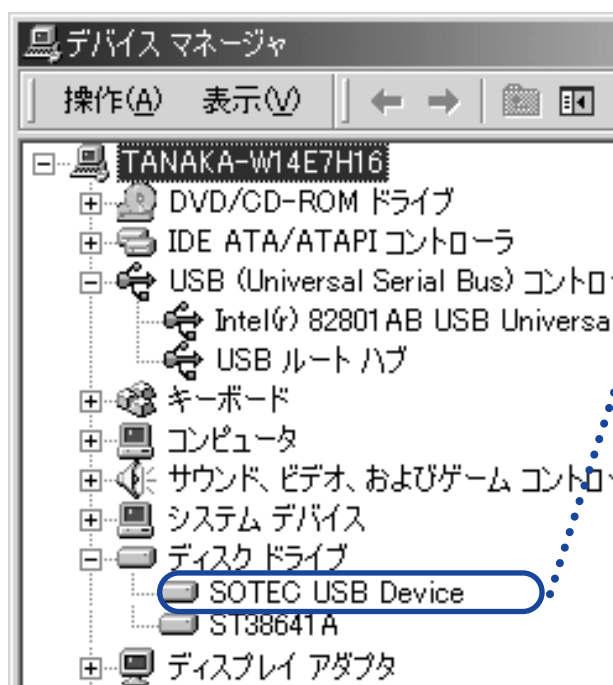 デバイス マネージャ
操作(A) 表示(V)
TANAKA-W14E7H16
DVD/CD-ROM ドライブ
IDE ATA/ATAPI コントローラ
USB (Universal Serial Bus) コントロ
Intel(r) 82801AB USB Universa
USB ルート ハブ
キーボード
コンピュータ
サウンド、ビデオ、およびゲーム コントロ
システム デバイス
ディスク ドライブ
SOTEC USB Device
ST38641A
ディスプレイ アダプタ